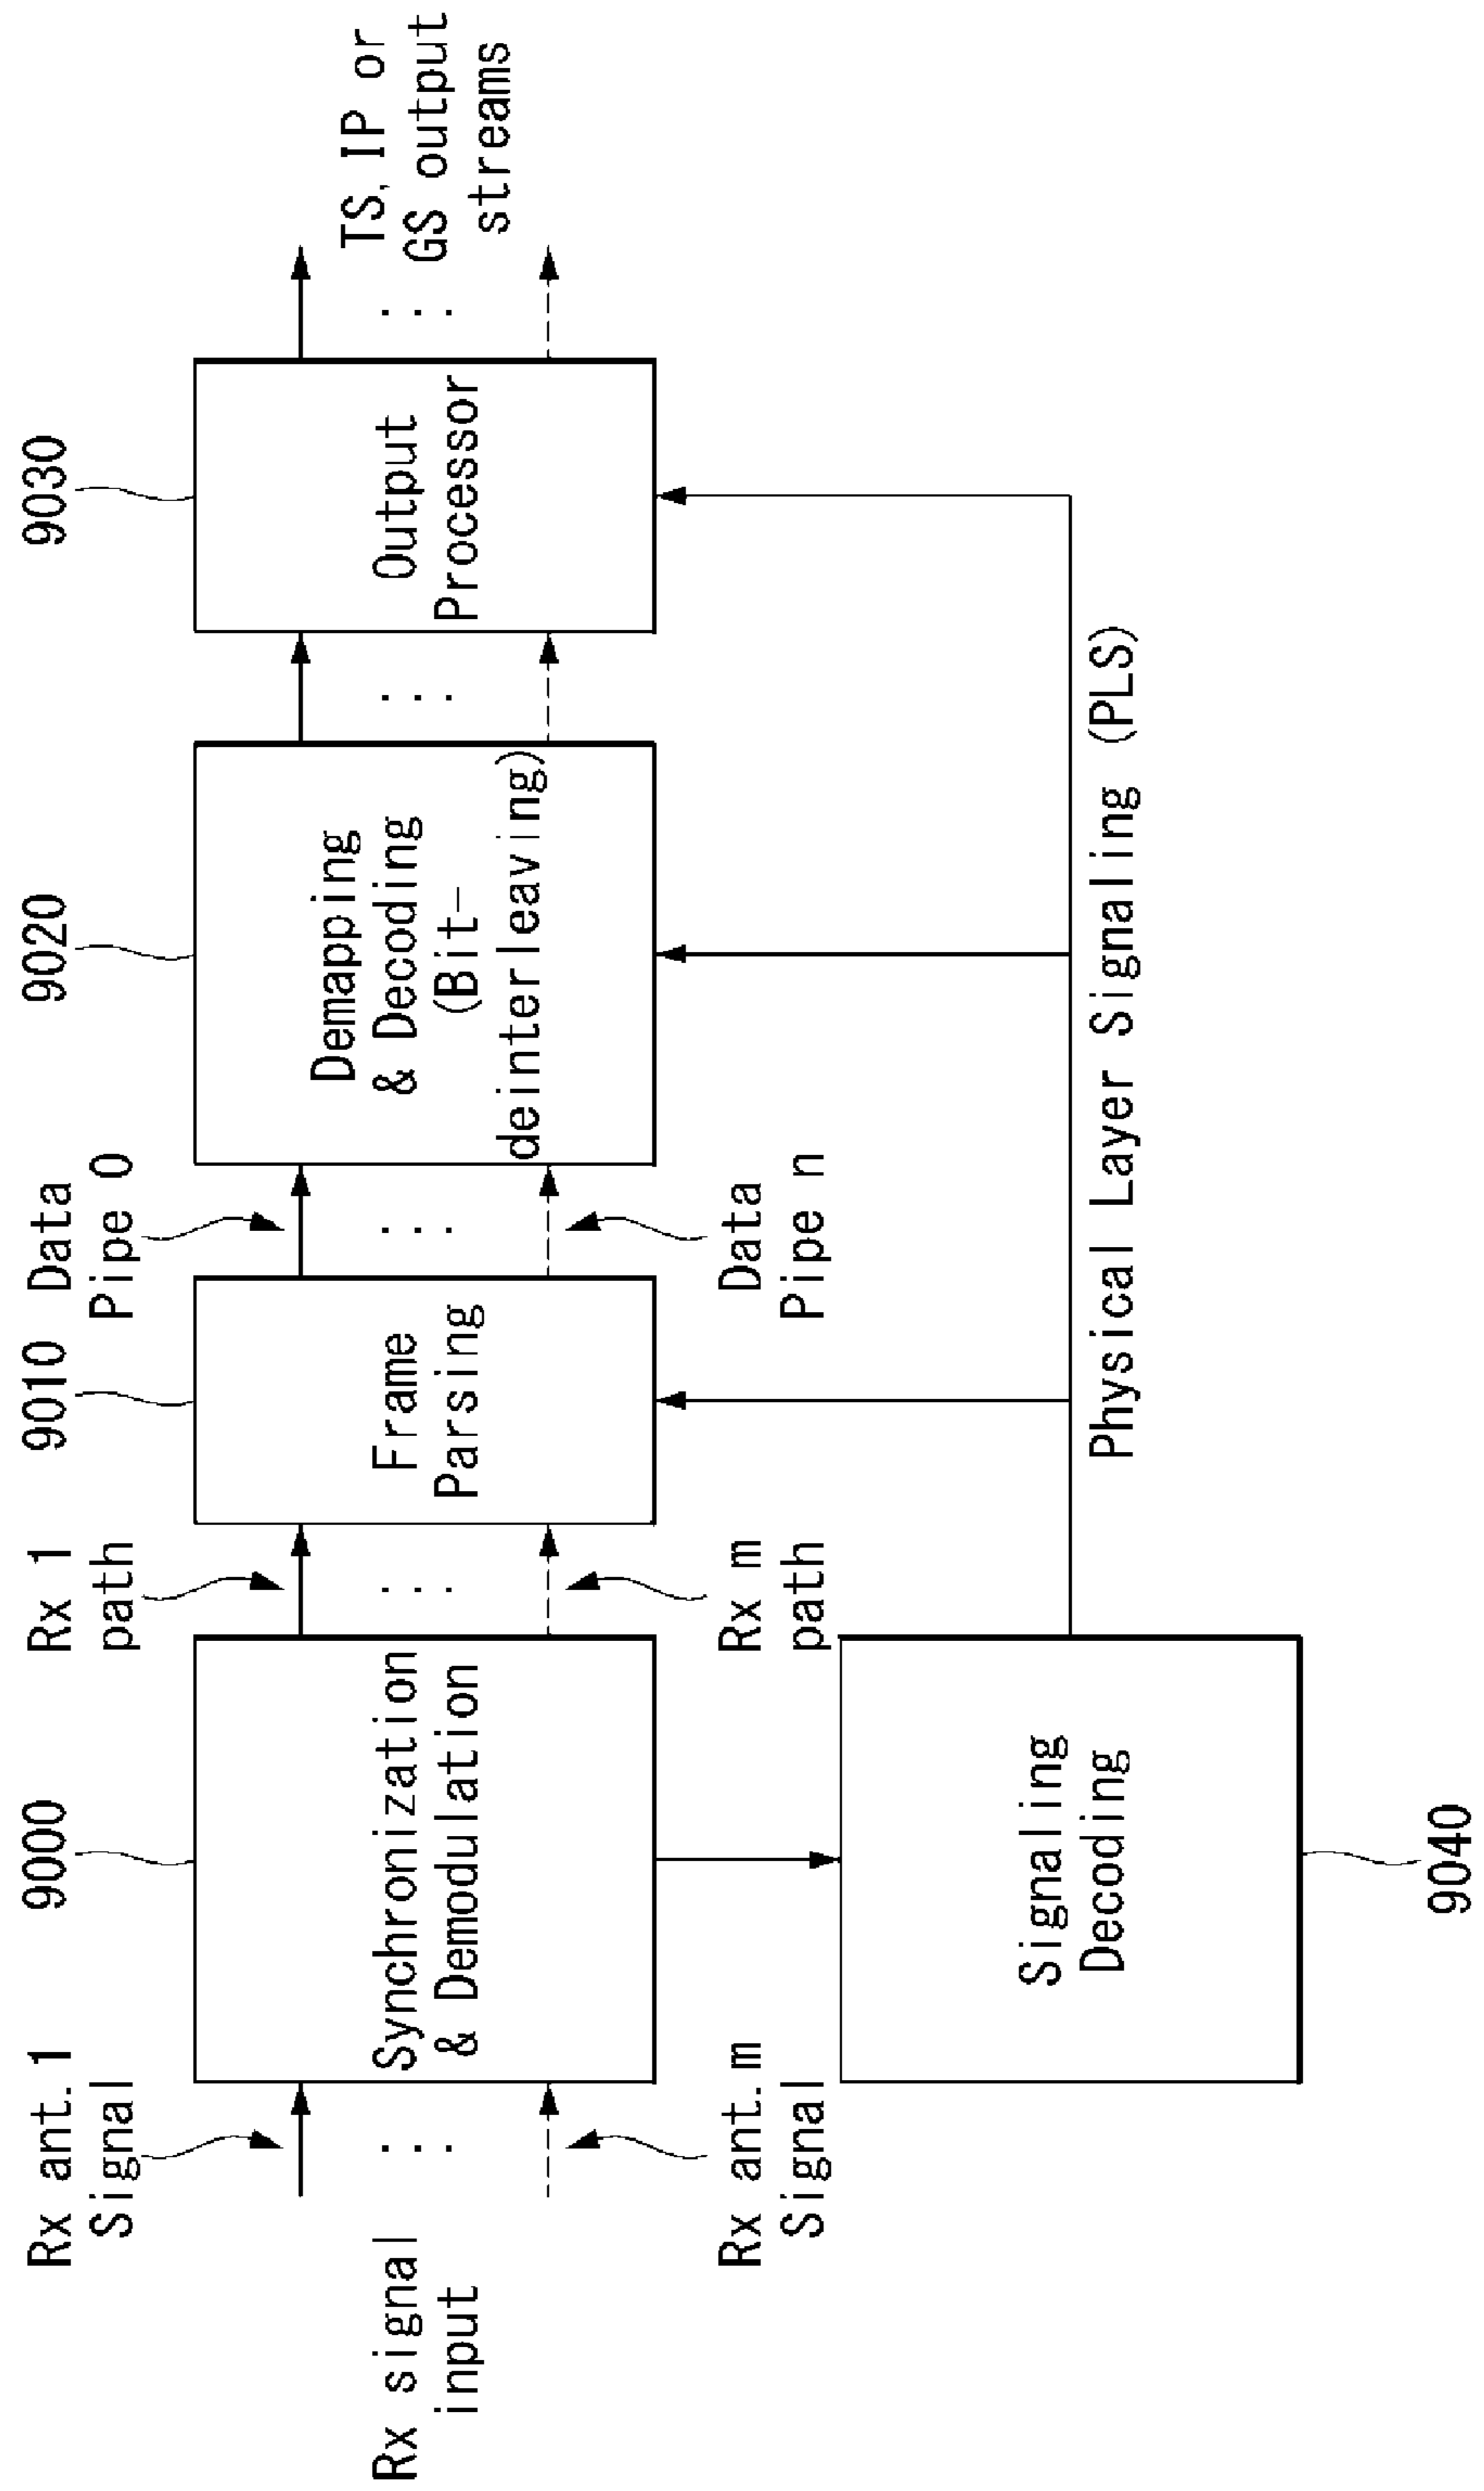 Rx signal
input
Rx ant.1
Signal
Rx ant.m
Signal
9000
Synchronization
& Demodulation
Rx 1
path
Rx m
path
9010
Frame
Parsing
Data
Pipe 0
Data
Pipe n
9020
Demapping
& Decoding
(Bit-
deinterleaving)
9030
Output
Processor
TS, IP or
GS output
streams
Signaling
Decoding
9040
Physical Layer Signaling (PLS)